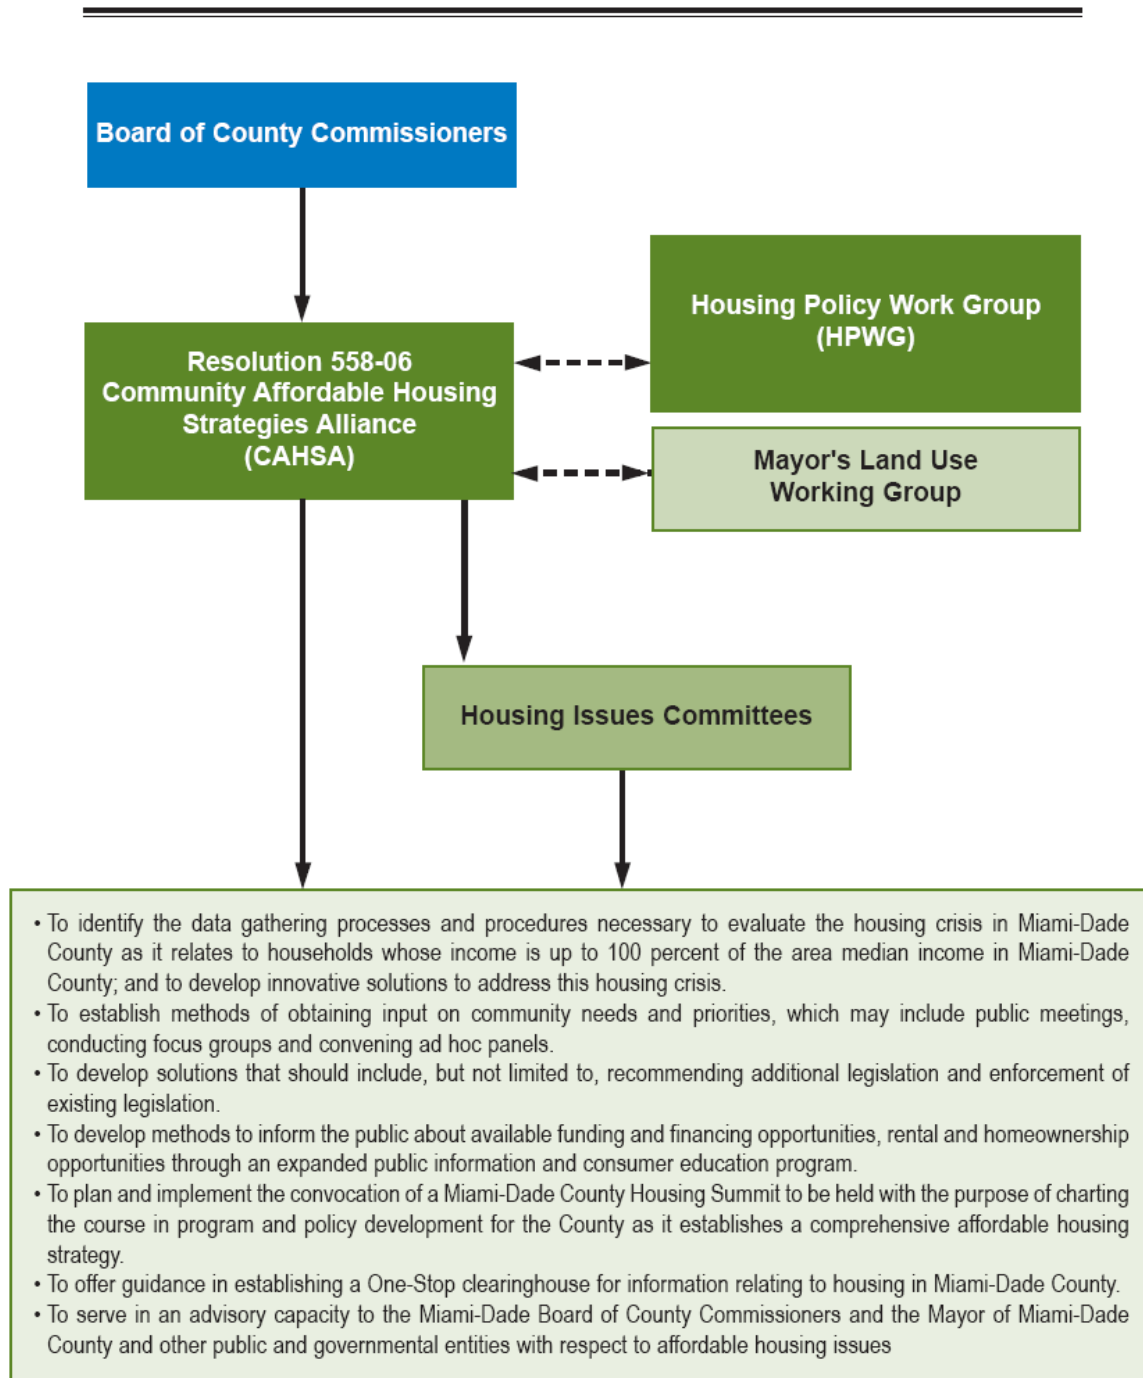 Board of County Commissioners
Housing Policy Work Group
(HPWG)
Resolution 558-06
Community Affordable Housing
Strategies Alliance
(CAHSA)
Mayor's Land Use
Working Group
Housing Issues Committees
• To identify the data gathering processes and procedures necessary to evaluate the housing crisis in Miami-Dade
County as it relates to households whose income is up to 100 percent of the area median income in Miami-Dade
County; and to develop innovative solutions to address this housing crisis.
• To establish methods of obtaining input on community needs and priorities, which may include public meetings,
conducting focus groups and convening ad hoc panels.
• To develop solutions that should include, but not limited to, recommending additional legislation and enforcement of
existing legislation.
• To develop methods to inform the public about available funding and financing opportunities, rental and homeownership
opportunities through an expanded public information and consumer education program.
• To plan and implement the convocation of a Miami-Dade County Housing Summit to be held with the purpose of charting
the course in program and policy development for the County as it establishes a comprehensive affordable housing
strategy.
• To offer guidance in establishing a One-Stop clearinghouse for information relating to housing in Miami-Dade County.
• To serve in an advisory capacity to the Miami-Dade Board of County Commissioners and the Mayor of Miami-Dade
County and other public and governmental entities with respect to affordable housing issues